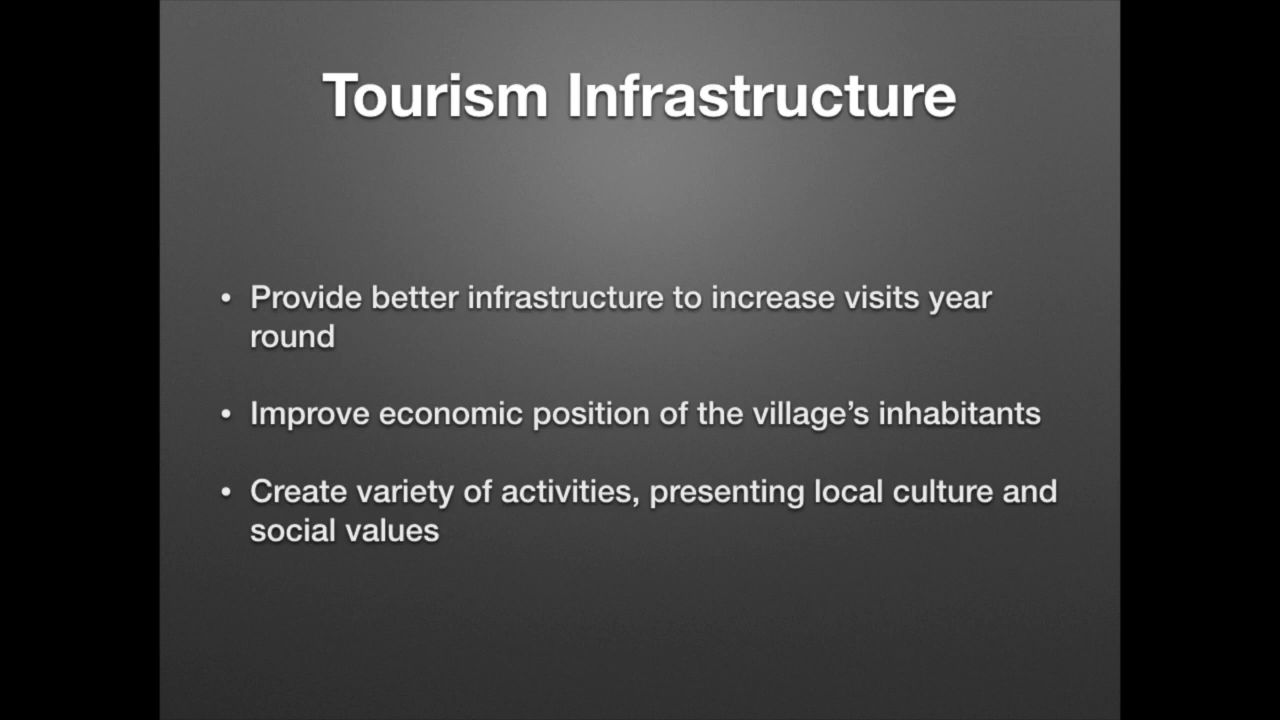 Tourism Infrastructure
• Provide better infrastructure to increase visits year
round
• Improve economic position of the village’s inhabitants
• Create variety of activities, presenting local culture and
social values